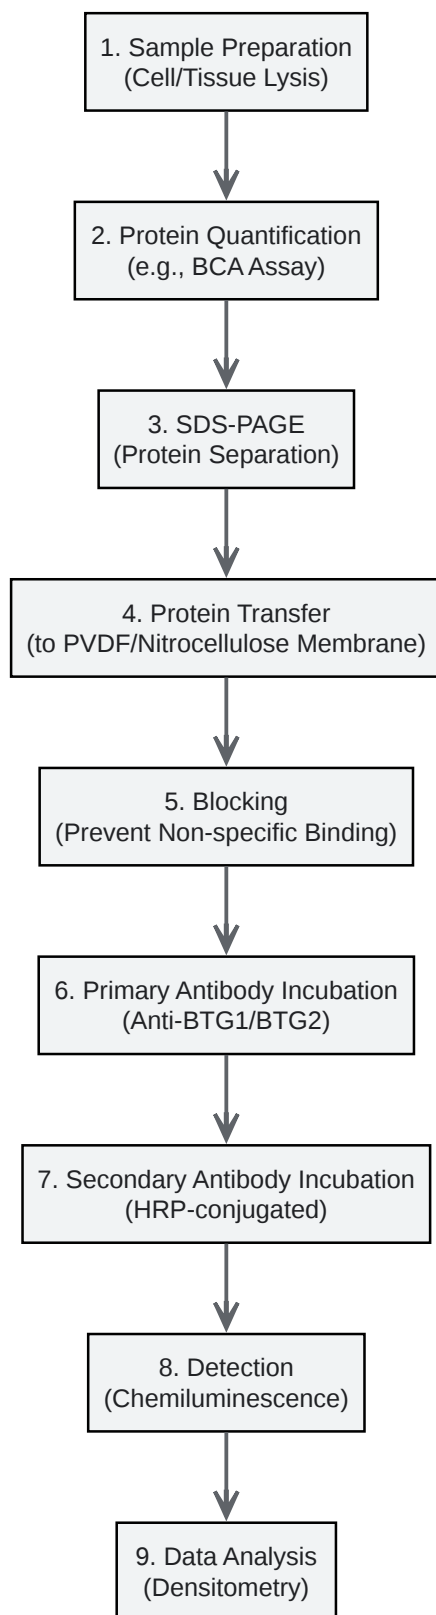 1. Sample Preparation
(Cell/Tissue Lysis)
2. Protein Quantification
(e.g., BCA Assay)
3. SDS-PAGE
(Protein Separation)
4. Protein Transfer
(to PVDF/Nitrocellulose Membrane)
5. Blocking
(Prevent Non-specific Binding)
6. Primary Antibody Incubation
(Anti-BTG1/BTG2)
7. Secondary Antibody Incubation
(HRP-conjugated)
8. Detection
(Chemiluminescence)
9. Data Analysis
(Densitometry)